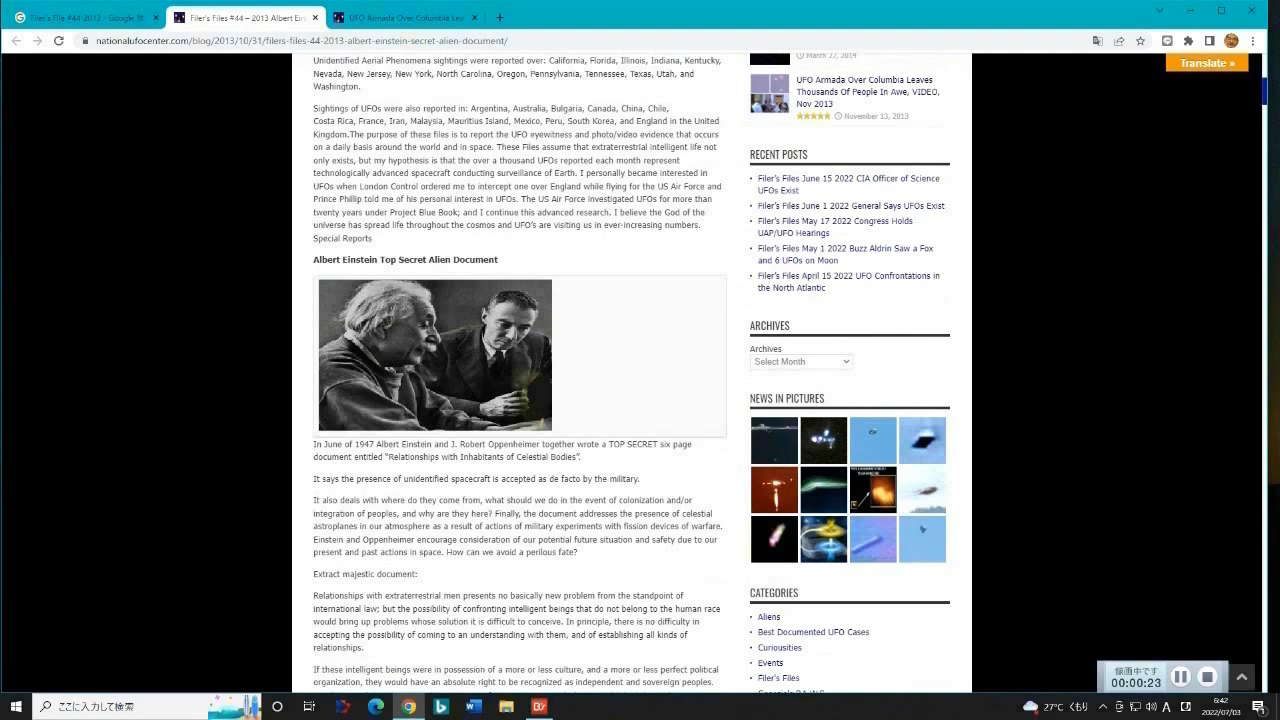 Filer's Files #44-2013 - Google 検
Filer's Files #44 – 2013 Albert Ein
UFO Armada Over Columbia Lea
nationalufocenter.com/blog/2013/10/31/filers-files-44-2013-albert-einstein-secret-alien-document/
Translate »
Unidentified Aerial Phenomena sightings were reported over: California, Florida, Illinois, Indiana, Kentucky,
Nevada, New Jersey, New York, North Carolina, Oregon, Pennsylvania, Tennessee, Texas, Utah, and
Washington.
Sightings of UFOs were also reported in: Argentina, Australia, Bulgaria, Canada, China, Chile,
Costa Rica, France, Iran, Malaysia, Mauritius Island, Mexico, Peru, South Korea, and England in the United
Kingdom.The purpose of these files is to report the UFO eyewitness and photo/video evidence that occurs
on a daily basis around the world and in space. These Files assume that extraterrestrial intelligent life not
only exists, but my hypothesis is that the over a thousand UFOs reported each month represent
technologically advanced spacecraft conducting surveillance of Earth. I personally became interested in
UFOs when London Control ordered me to intercept one over England while flying for the US Air Force and
Prince Phillip told me of his personal interest in UFOs. The US Air Force investigated UFOs for more than
twenty years under Project Blue Book; and I continue this advanced research. I believe the God of the
universe has spread life throughout the cosmos and UFO's are visiting us in ever-increasing numbers.
Special Reports
Albert Einstein Top Secret Alien Document
In June of 1947 Albert Einstein and J. Robert Oppenheimer together wrote a TOP SECRET six page
document entitled "Relationships with Inhabitants of Celestial Bodies".
It says the presence of unidentified spacecraft is accepted as de facto by the military.
It also deals with where do they come from, what should we do in the event of colonization and/or
integration of peoples, and why are they here? Finally, the document addresses the presence of celestial
astroplanes in our atmosphere as a result of actions of military experiments with fission devices of warfare.
Einstein and Oppenheimer encourage consideration of our potential future situation and safety due to our
present and past actions in space. How can we avoid a perilous fate?
Extract majestic document:
Relationships with extraterrestrial men presents no basically new problem from the standpoint of
international law; but the possibility of confronting intelligent beings that do not belong to the human race
would bring up problems whose solution it is difficult to conceive. In principle, there is no difficulty in
accepting the possibility of coming to an understanding with them, and of establishing all kinds of
relationships.
If these intelligent beings were in possession of a more or less culture, and a more or less perfect political
organization, they would have an absolute right to be recognized as independent and sovereign peoples.
March 27, 2014
UFO Armada Over Columbia Leaves
Thousands Of People In Awe, VIDEO,
Nov 2013
November 13, 2013
RECENT POSTS
Filer's Files June 15 2022 CIA Officer of Science
UFOs Exist
Filer's Files June 1 2022 General Says UFOs Exist
Filer's Files May 17 2022 Congress Holds
UAP/UFO Hearings
Filer's Files May 1 2022 Buzz Aldrin Saw a Fox
and 6 UFOs on Moon
Filer's Files April 15 2022 UFO Confrontations in
the North Atlantic
ARCHIVES
Archives
Select Month
NEWS IN PICTURES
CATEGORIES
Aliens
Best Documented UFO Cases
Curiousities
Events
Filer's Files
録画中です
00:00:23
ここに入力して検索
27°C
A
6:42
2022/07/03